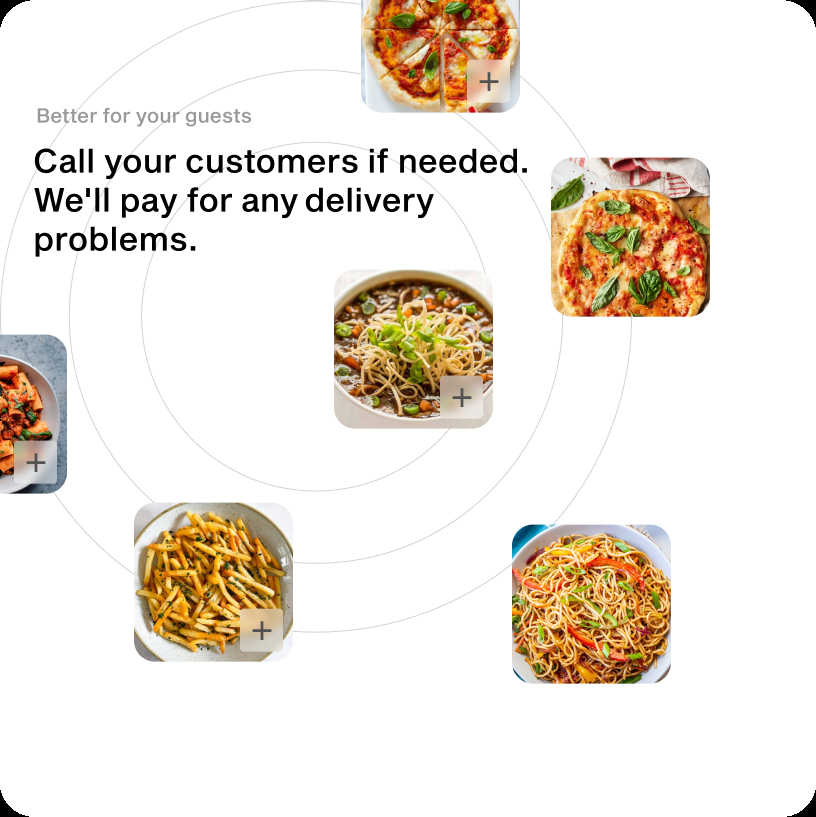 Better for your guests
Call your customers if needed.
We'll pay for any delivery
problems.